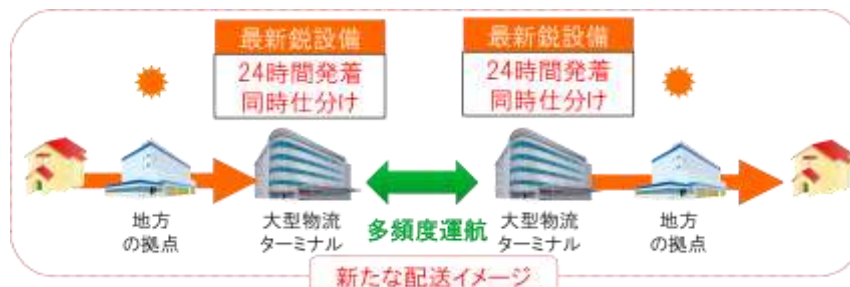 最新鋭設備
24時間発着
同時仕分け
最新鋭設備
24時間発着
同時仕分け
地方
の拠点
大型物流
ターミナル
多頻度運航
大型物流
ターミナル
地方
の拠点
新たな配送イメージ